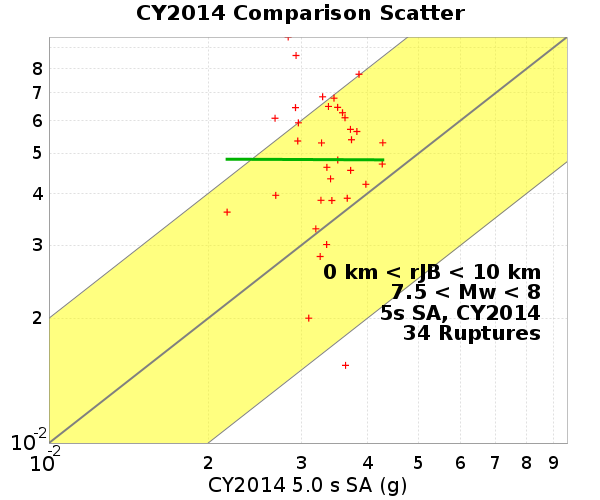 CY2014 Comparison Scatter
8
7
6
5
4
3
2
10-2
10-2
2 3 4 5 6 7 8 9
0 km < rJB < 10 km
7.5 < Mw < 8
5s SA, CY2014
34 Ruptures
CY2014 5.0 s SA (g)